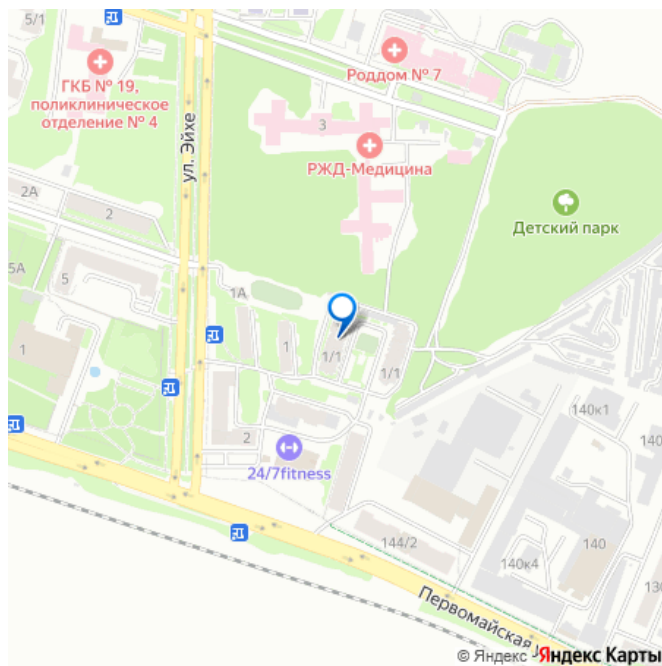 5/1
Роддом № 7
ГКБ № 19,
поликлиническое
отделение № 4
ул. Эйхе
3
РЖД-Медицина
2А
2
Детский парк
5А
5
1А
1
1
1/1
1/1
140к1
140
2
24/7fitness
144/2
140к4
140
130
Первомайская
© Яндекс
Яндекс Карты